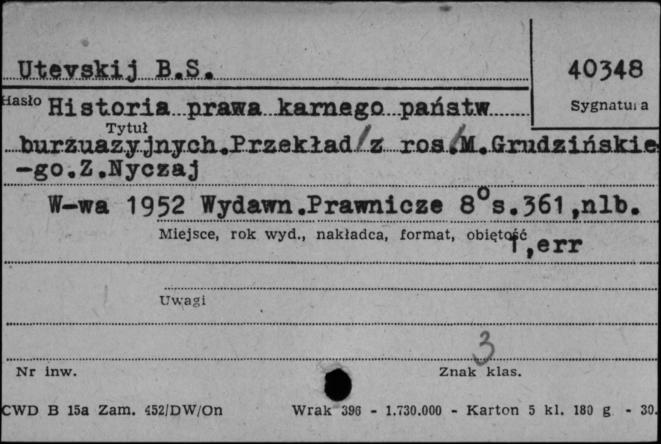 Utevskij B.S.
40348
Hasło
Sygnatura
Historia prawa karnego państw
Tytuł
burżuazyjnych.Przekład/z ros/M.Grudzińskie
-go.Z.Nyczaj
W-wa 1952 Wydawn.Prawnicze 8° s.361,nlb.
Miejsce, rok wyd., nakładca, format, objętość
1,err
Uwagi
3
Nr inw.
Znak klas.
CWD B 15a Zam. 452/DW/On
Wrak 396 - 1.730.000 - Karton 5 kl. 180 g - 30.